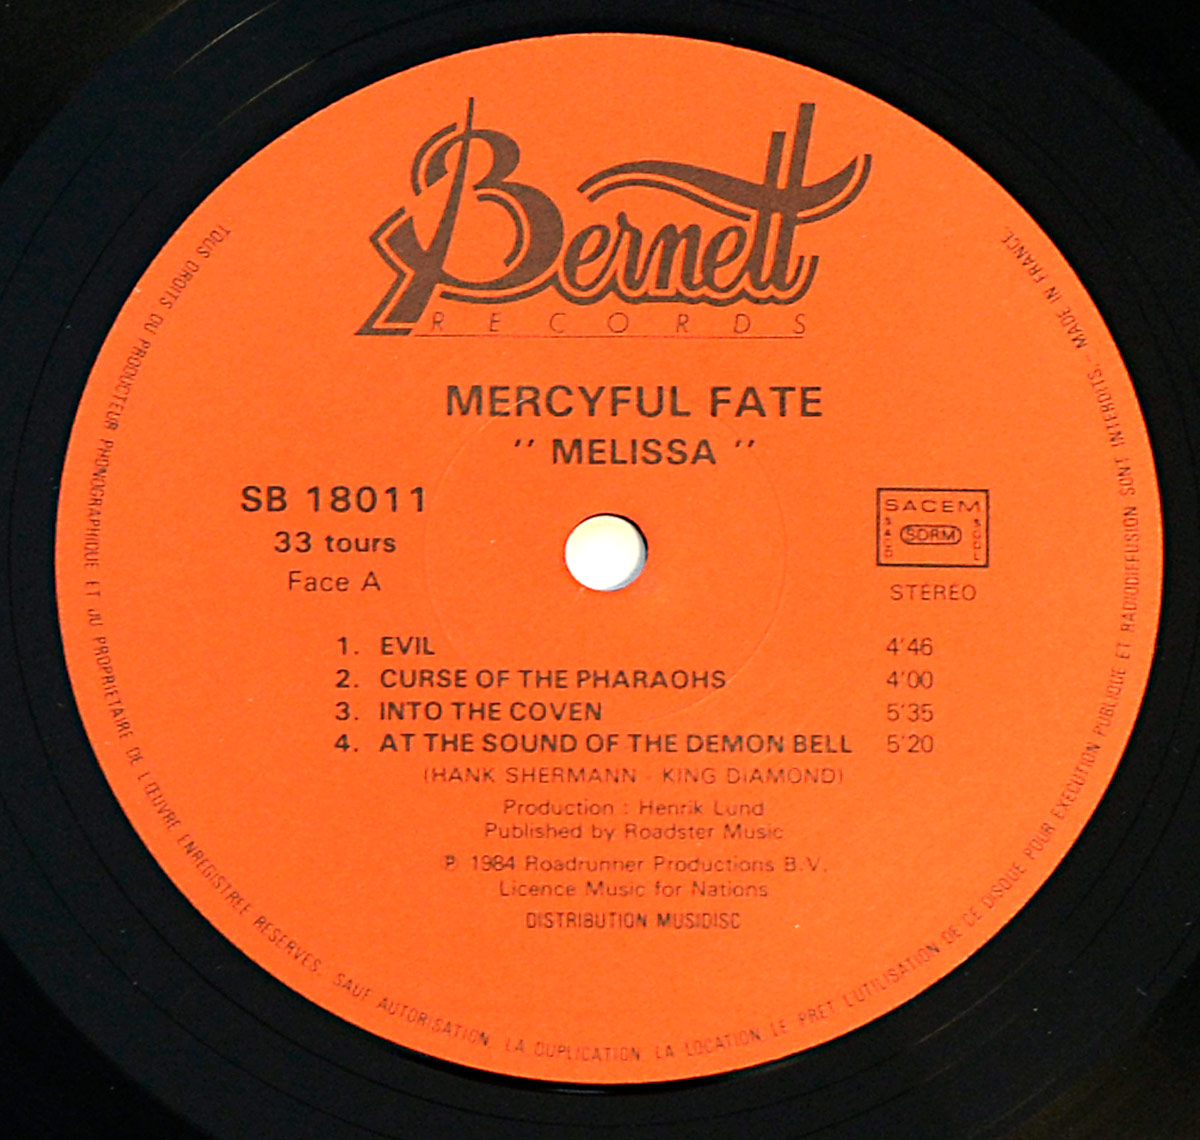 Bernett
RECORDS
MERCYFUL FATE
" MELISSA "
SB 18011
33 tours
Face A
SACEM
SACD
SDRM
SGDL
STÉRÉO
1. EVIL 4'46
2. CURSE OF THE PHARAOHS 4'00
3. INTO THE COVEN 5'35
4. AT THE SOUND OF THE DEMON BELL 5'20
(HANK SHERMANN - KING DIAMOND)
Production : Henrik Lund
Published by Roadster Music
℗ 1984 Roadrunner Productions B.V.
Licence Music for Nations
DISTRIBUTION MUSIDISC
TOUS DROITS DU PRODUCTEUR PHONOGRAPHIQUE ET DU PROPRIETAIRE DE L'ŒUVRE ENREGISTREE RESERVES. SAUF AUTORISATION, LA DUPLICATION, LA LOCATION, LE PRET, L'UTILISATION DE CE DISQUE POUR EXECUTION PUBLIQUE ET RADIODIFFUSION SONT INTERDITS. - MADE IN FRANCE.